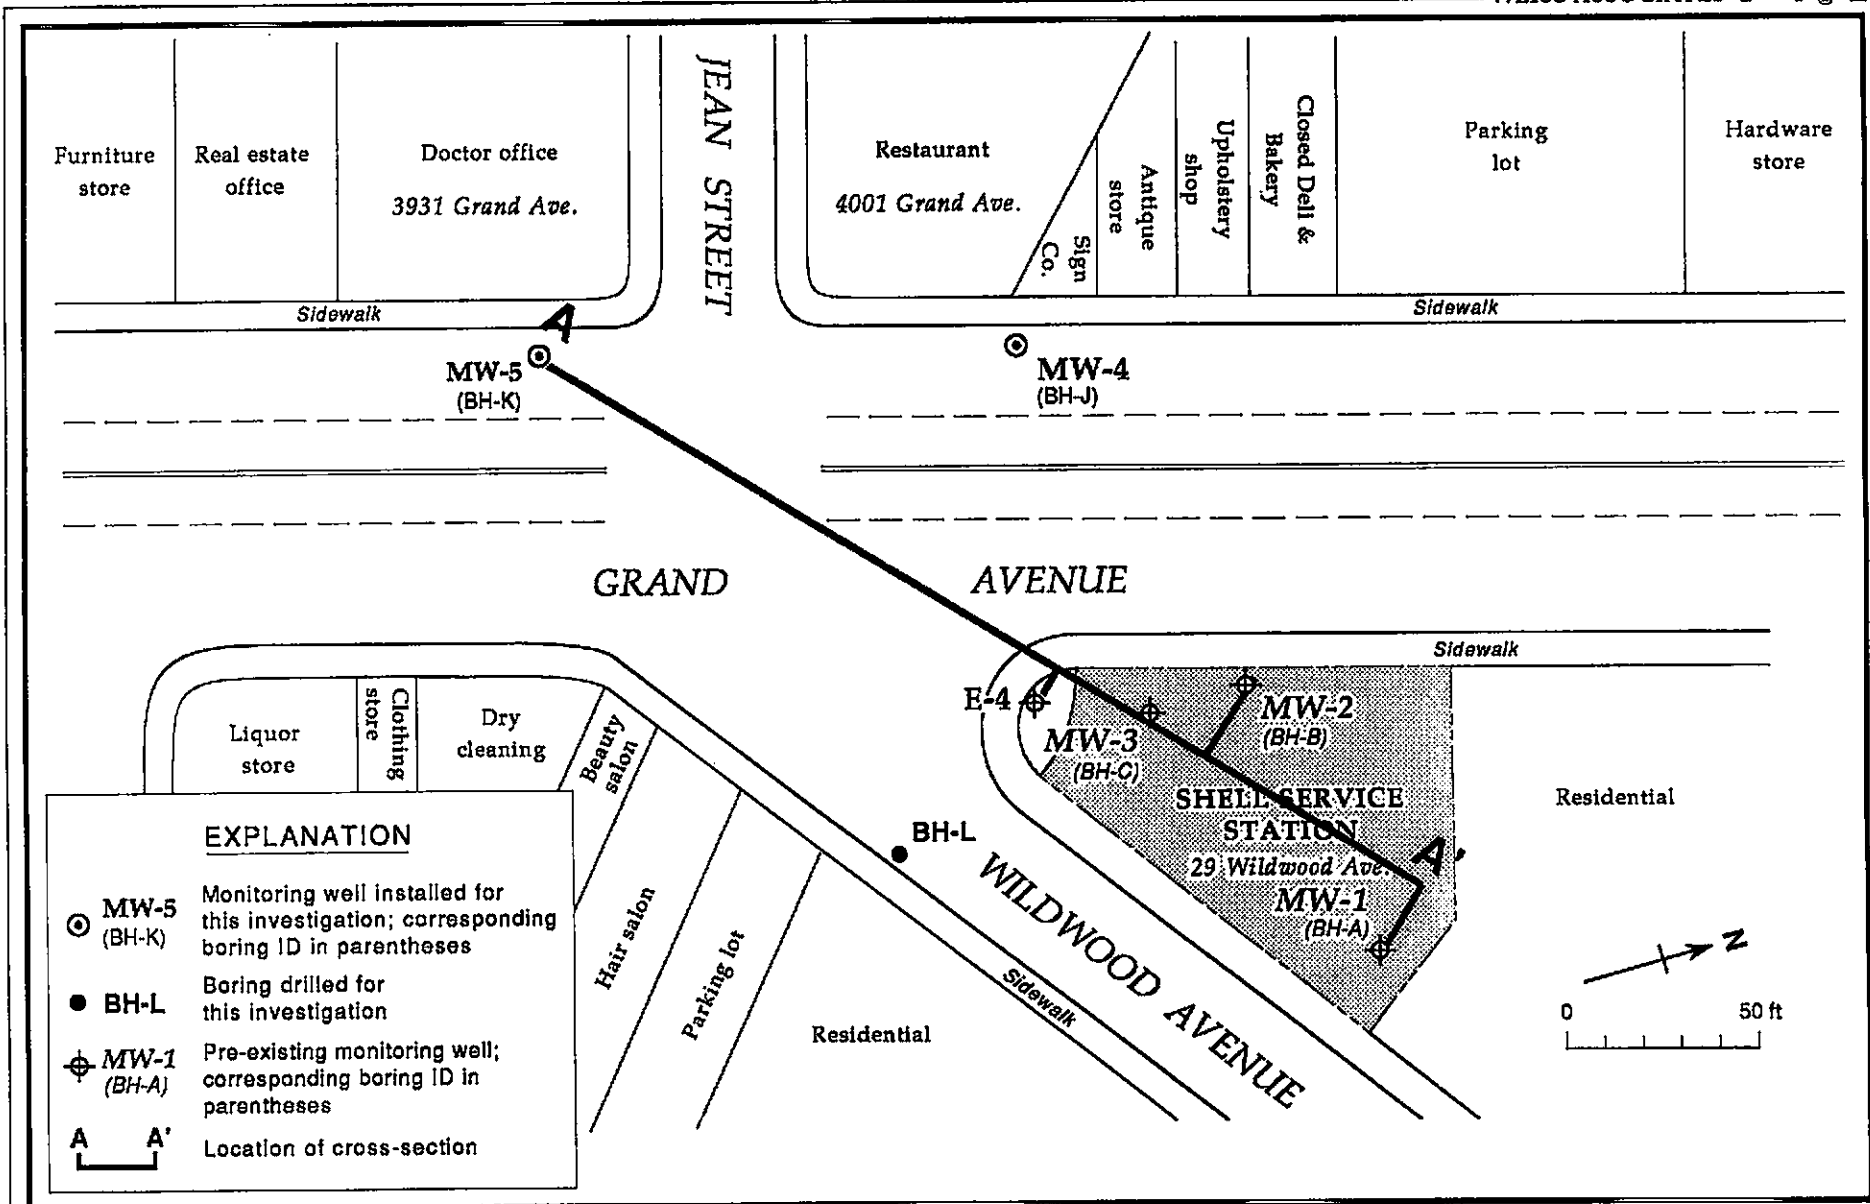 JEAN STREET
Furniture
store
Real estate
office
Doctor office
3931 Grand Ave.
Restaurant
4001 Grand Ave.
Sign
Co.
Antique
store
Upholstery
shop
Closed Deli &
Bakery
Parking
lot
Hardware
store
Sidewalk
Sidewalk
A
MW-5
(BH-K)
MW-4
(BH-J)
GRAND AVENUE
Sidewalk
E-4
MW-2
(BH-B)
MW-3
(BH-C)
SHELL SERVICE
STATION
29 Wildwood Ave.
A'
MW-1
(BH-A)
Residential
Liquor
store
Clothing
store
Dry
cleaning
Beauty
salon
Hair salon
Parking lot
BH-L
WILDWOOD AVENUE
Sidewalk
Residential
N
0 50 ft
EXPLANATION
MW-5
(BH-K)
Monitoring well installed for
this investigation; corresponding
boring ID in parentheses
BH-L
Boring drilled for
this investigation
MW-1
(BH-A)
Pre-existing monitoring well;
corresponding boring ID in
parentheses
A A'
Location of cross-section